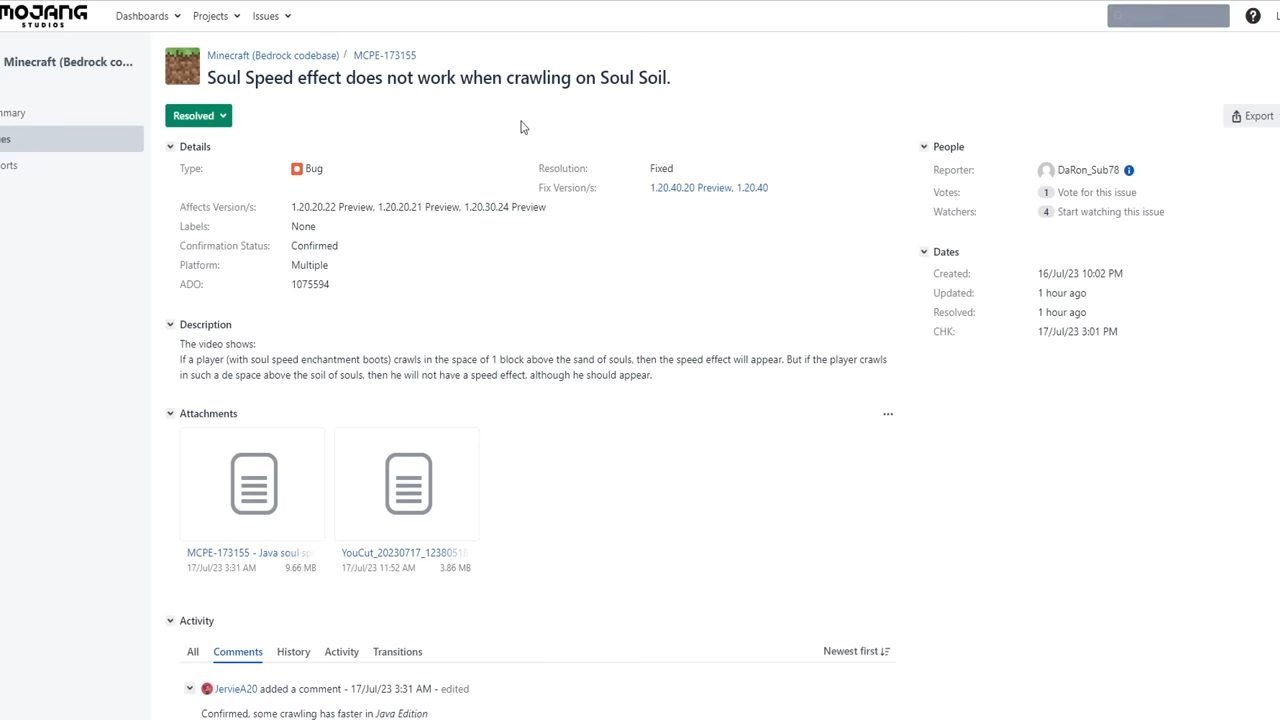 MOJANG
STUDIOS
Dashboards Projects Issues
Minecraft (Bedrock co...
Minecraft (Bedrock codebase) / MCPE-173155
Soul Speed effect does not work when crawling on Soul Soil.
Resolved
Export
Details
Type: Bug
Resolution: Fixed
Fix Version/s: 1.20.40.20 Preview, 1.20.40
Affects Version/s: 1.20.20.22 Preview, 1.20.20.21 Preview, 1.20.30.24 Preview
Labels: None
Confirmation Status: Confirmed
Platform: Multiple
ADO: 1075594
People
Reporter: DaRon_Sub78
Votes: 1 Vote for this issue
Watchers: 4 Start watching this issue
Dates
Created: 16/Jul/23 10:02 PM
Updated: 1 hour ago
Resolved: 1 hour ago
CHK: 17/Jul/23 3:01 PM
Description
The video shows:
If a player (with soul speed enchantment boots) crawls in the space of 1 block above the sand of souls, then the speed effect will appear. But if the player crawls
in such a de space above the soil of souls, then he will not have a speed effect, although he should appear.
Attachments
MCPE-173155 - Java soul sp
17/Jul/23 3:31 AM 9.66 MB
YouCut_20230717_12380518
17/Jul/23 11:52 AM 3.86 MB
Activity
All Comments History Activity Transitions
Newest first
JervieA20 added a comment - 17/Jul/23 3:31 AM - edited
Confirmed, some crawling has faster in Java Edition